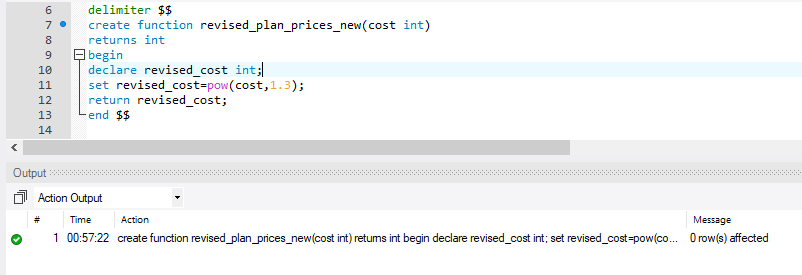 6 delimiter $$
7 create function revised_plan_prices_new(cost int)
8 returns int
9 begin
10 declare revised_cost int;
11 set revised_cost=pow(cost,1.3);
12 return revised_cost;
13 end $$
14
Output
Action Output
# Time Action Message
1 00:57:22 create function revised_plan_prices_new(cost int) returns int begin declare revised_cost int; set revised_cost=pow(co... 0 row(s) affected